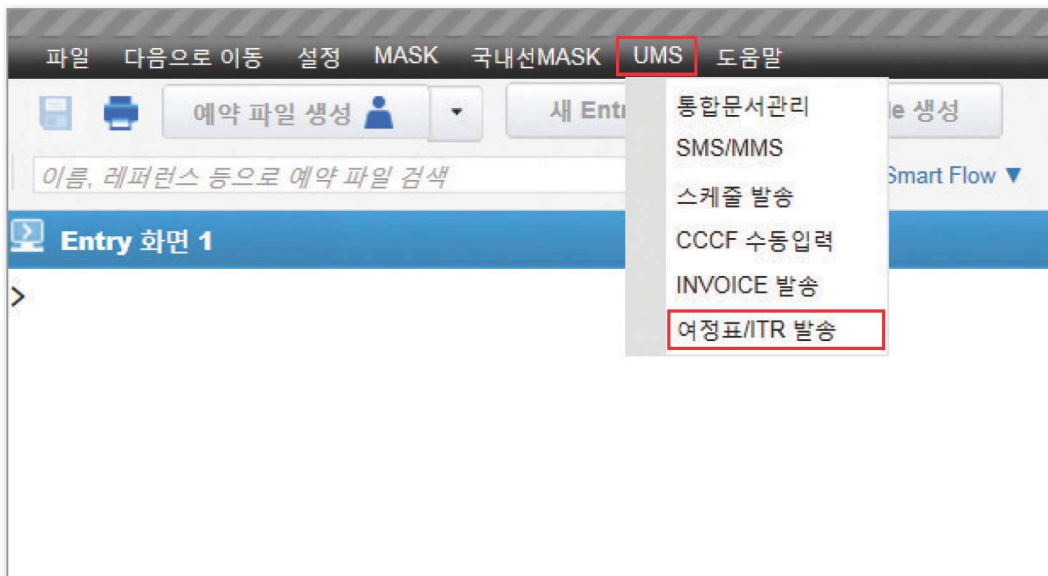 파일 다음으로 이동 설정 MASK 국내선MASK UMS 도움말
예약 파일 생성 새 Ent 생성
이름, 레퍼런스 등으로 예약 파일 검색 Smart Flow ▼
통합문서관리
SMS/MMS
스케줄 발송
CCCF 수동입력
INVOICE 발송
여정표/ITR 발송
Entry 화면 1
>